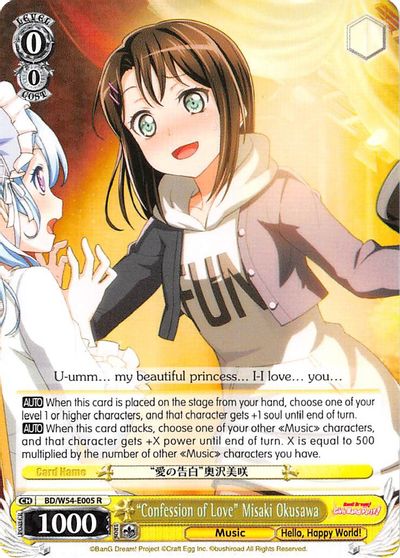 LEVEL
0
0
COST
FUN
U-umm… my beautiful princess… I-I love… you…
AUTO When this card is placed on the stage from your hand, choose one of your
level 1 or higher characters, and that character gets +1 soul until end of turn.
AUTO When this card attacks, choose one of your other «Music» characters,
and that character gets +X power until end of turn. X is equal to 500
multiplied by the number of other «Music» characters you have.
Card Name
"愛の告白"奥沢美咲
CD BD/W54-E005 R
"Confession of Love" Misaki Okusawa
1000
Music
Hello, Happy World!
©BanG Dream! Project ©Craft Egg Inc. ©bushiroad All Rights Reserved.